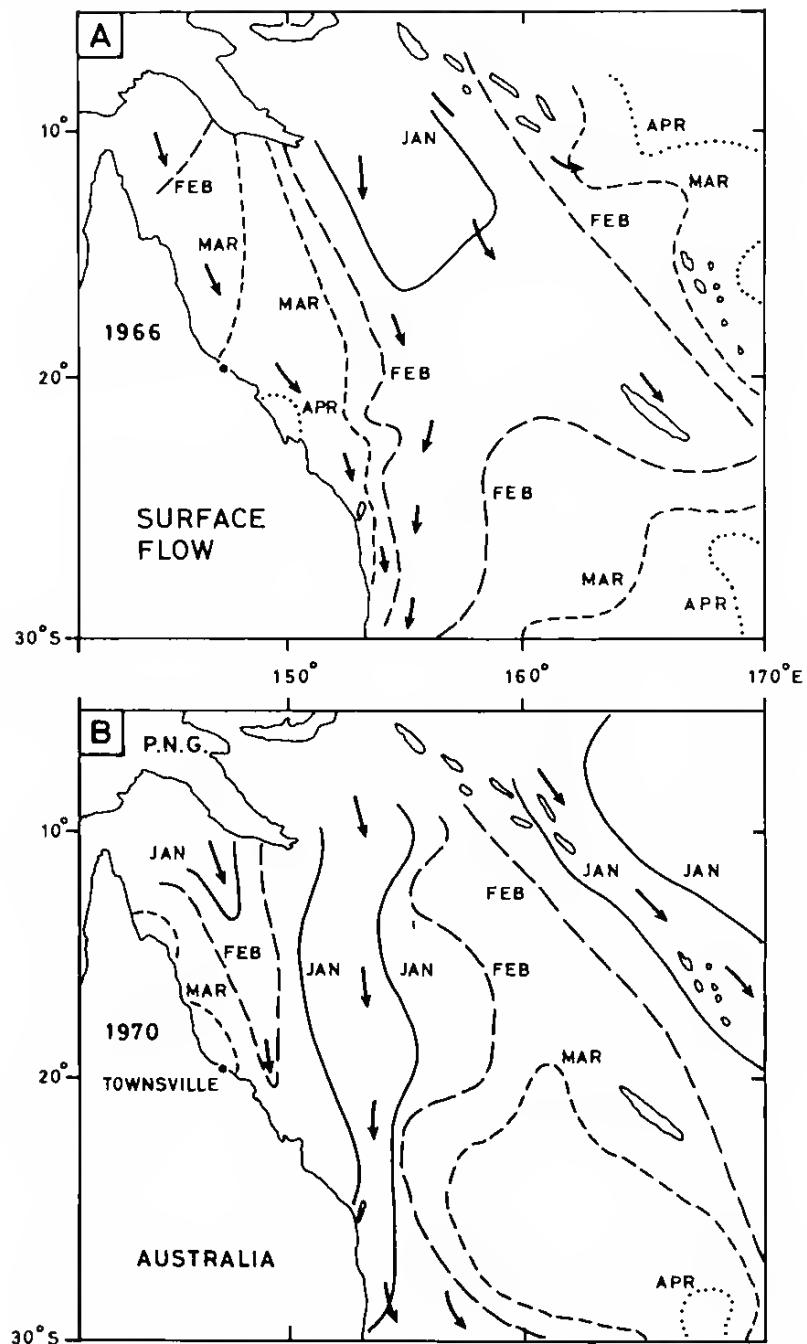 A
10°
JAN
APR
FEB
MAR
FEB
MAR
MAR
1966
20°
FEB
APR
FEB
SURFACE
FLOW
MAR
APR
30°S
150°
160°
170°E
B
P.N.G.
10°
JAN
JAN
JAN
FEB
FEB
JAN
JAN
FEB
MAR
1970
MAR
20°
TOWNSVILLE
AUSTRALIA
APR
30°S